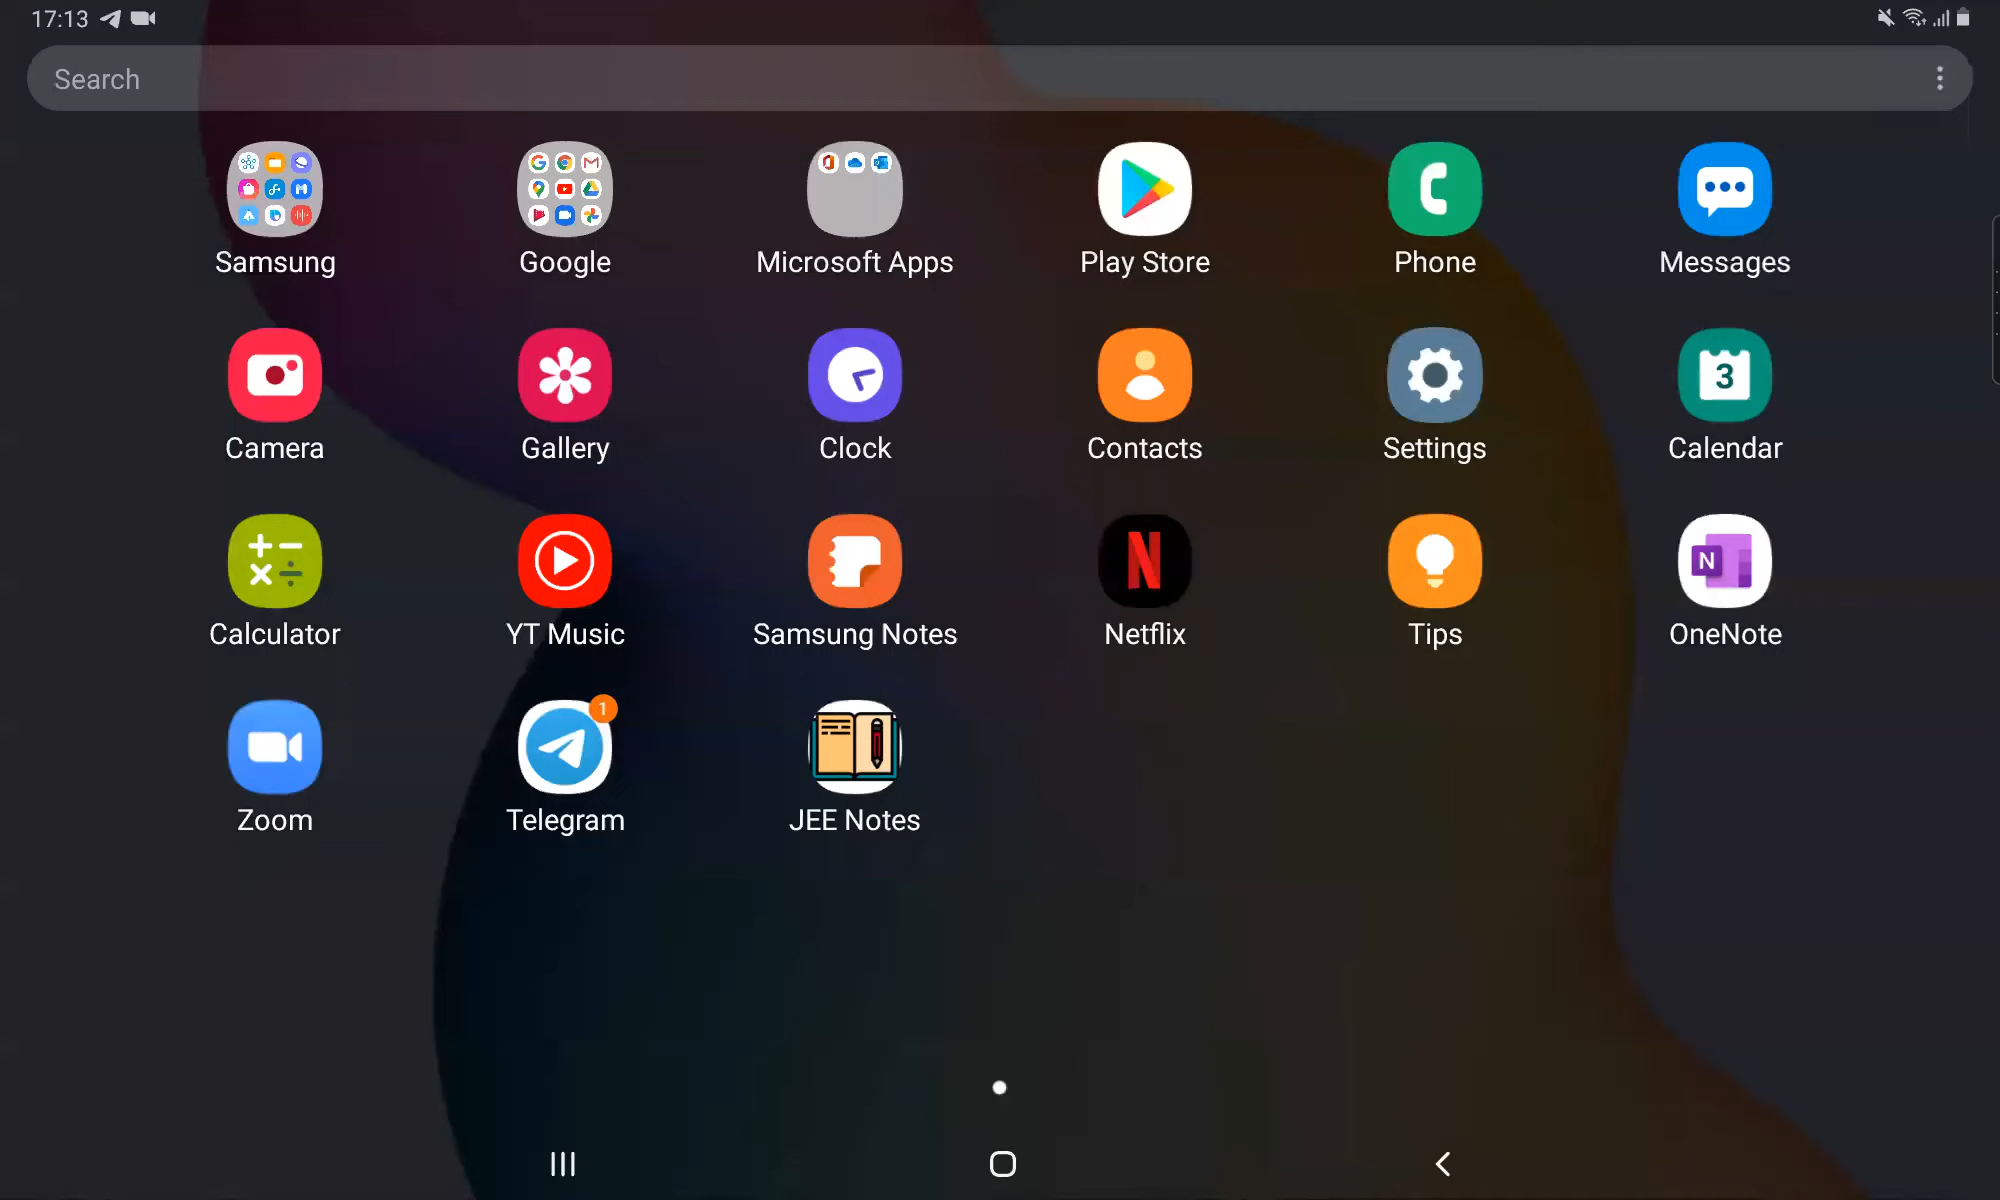 17:13
Search
Samsung
Google
Microsoft Apps
Play Store
Phone
Messages
3
Camera
Gallery
Clock
Contacts
Settings
Calendar
N
N
Calculator
YT Music
Samsung Notes
Netflix
Tips
OneNote
1
Zoom
Telegram
JEE Notes